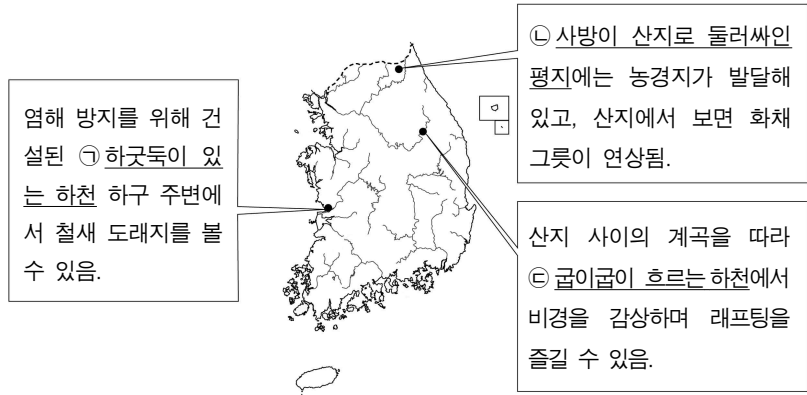 염해 방지를 위해 건
설된 ㉠ 하굿둑이 있
는 하천 하구 주변에
서 철새 도래지를 볼
수 있음.
㉡ 사방이 산지로 둘러싸인
평지에는 농경지가 발달해
있고, 산지에서 보면 화채
그릇이 연상됨.
산지 사이의 계곡을 따라
㉢ 굽이굽이 흐르는 하천에서
비경을 감상하며 래프팅을
즐길 수 있음.